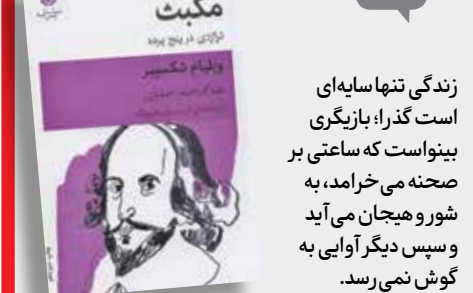 مکبث
تراژدی در پنج پرده
ویلیام شکسپیر
زندگی تنها سایه‌ای
است گذرا؛ بازیگری
بینواست که ساعتی بر
صحنه می‌خرامد، به
شور و هیجان می‌آید
و سپس دیگر آوایی به
گوش نمی‌رسد.